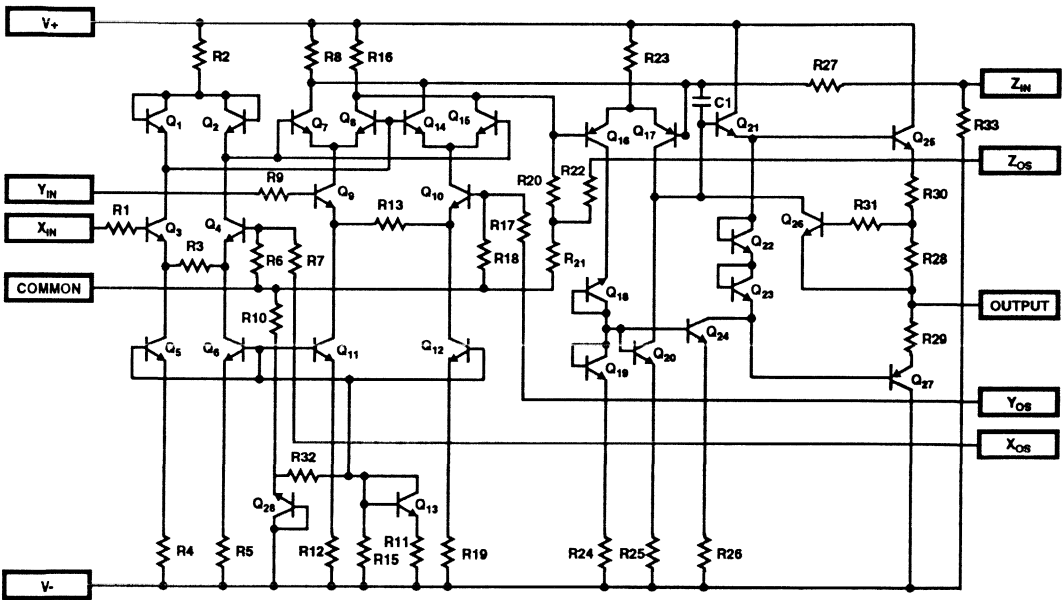 V+
R2
R8
R16
R23
R27
ZIN
C1
Q1
Q2
Q7
Q8
Q14
Q15
Q16
Q17
Q21
Q25
R33
ZOS
YIN
R9
Q9
Q10
R20
R22
R30
R17
XIN
R1
Q3
Q4
R13
Q26
R31
R3
R6
R7
R18
R21
Q22
R28
COMMON
Q18
Q23
OUTPUT
R10
Q5
Q6
Q11
Q12
Q24
R29
Q19
Q20
Q27
YOS
XOS
R32
Q28
Q13
R4
R5
R12
R15
R11
R19
R24
R25
R26
V-